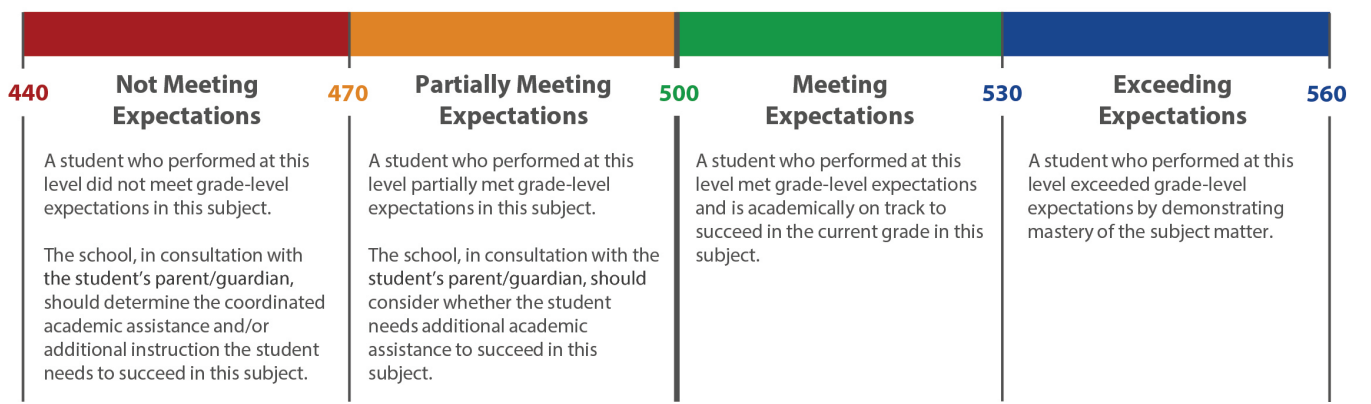 440
Not Meeting
Expectations
470
Partially Meeting
Expectations
500
Meeting
Expectations
530
Exceeding
Expectations
560
A student who performed at this
level did not meet grade-level
expectations in this subject.
The school, in consultation with
the student's parent/guardian,
should determine the coordinated
academic assistance and/or
additional instruction the student
needs to succeed in this subject.
A student who performed at this
level partially met grade-level
expectations in this subject.
The school, in consultation with the
student's parent/guardian, should
consider whether the student
needs additional academic
assistance to succeed in this
subject.
A student who performed at this
level met grade-level expectations
and is academically on track to
succeed in the current grade in this
subject.
A student who performed at this
level exceeded grade-level
expectations by demonstrating
mastery of the subject matter.